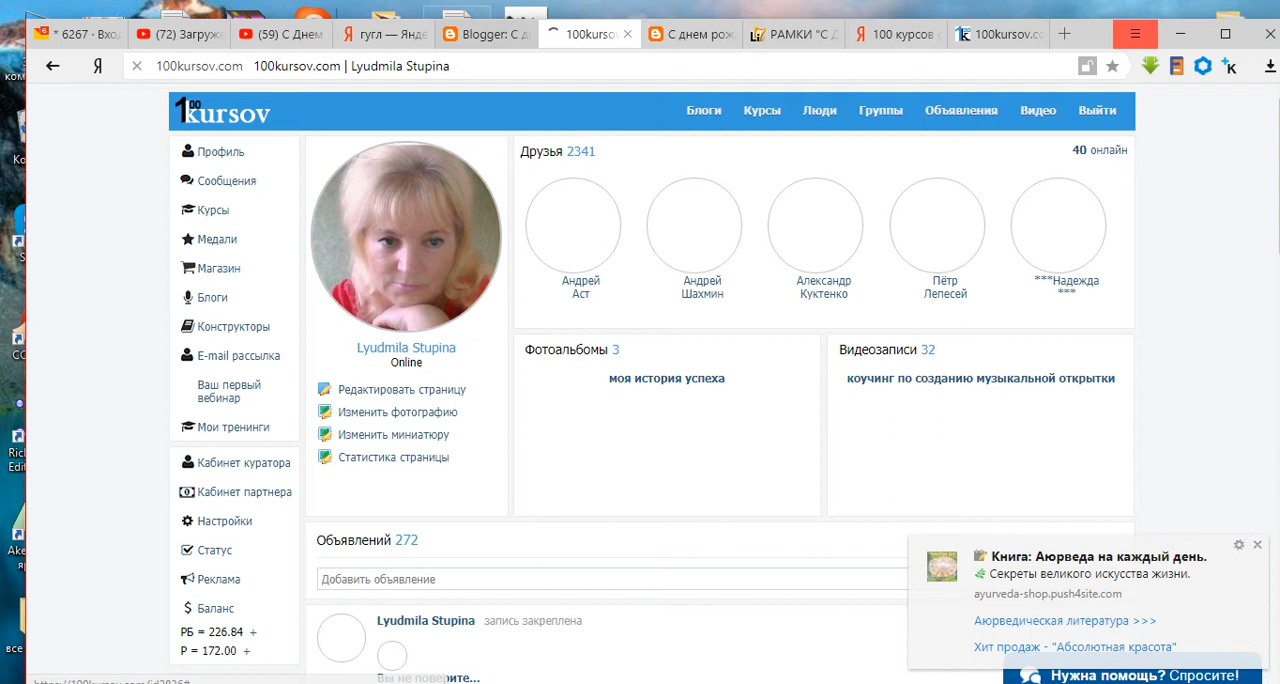 * 6267 · Вход
(72) Загруже
(59) С Днем
гугл — Янде
Blogger: С д
100kursov
С днем рож
РАМКИ "С Д
100 курсов
100kursov.co
100kursov.com 100kursov.com | Lyudmila Stupina
100kursov
Блоги Курсы Люди Группы Объявления Видео Выйти
Профиль
Сообщения
Курсы
Медали
Магазин
Блоги
Конструкторы
E-mail рассылка
Ваш первый
вебинар
Мои тренинги
Кабинет куратора
Кабинет партнера
Настройки
Статус
Реклама
$ Баланс
РБ = 226.84 +
Р = 172.00 +
Lyudmila Stupina
Online
Редактировать страницу
Изменить фотографию
Изменить миниатюру
Статистика страницы
Друзья 2341
40 онлайн
Андрей
Аст
Андрей
Шахмин
Александр
Куктенко
Пётр
Лепесей
***Надежда
***
Фотоальбомы 3
моя история успеха
Видеозаписи 32
коучинг по созданию музыкальной открытки
Объявлений 272
Добавить объявление
Lyudmila Stupina запись закреплена
Вы не поверите...
Книга: Аюрведа на каждый день.
Секреты великого искусства жизни.
ayurveda-shop.push4site.com
Аюрведическая литература >>>
Хит продаж - "Абсолютная красота"
Нужна помощь? Спросите!